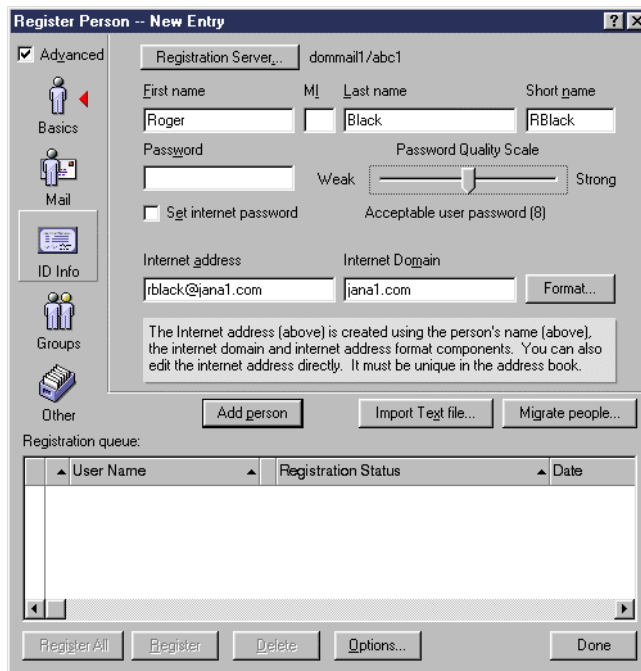 Register Person -- New Entry
Advanced
Registration Server... dommail1/abc1
First name MI Last name Short name
Roger Black RBlack
Basics
Password Password Quality Scale
Weak Strong
Mail
Set internet password Acceptable user password (8)
ID Info
Internet address Internet Domain
rblack@jana1.com jana1.com Format...
Groups
The Internet address (above) is created using the person's name (above),
the internet domain and internet address format components. You can also
edit the internet address directly. It must be unique in the address book.
Other
Add person Import Text file... Migrate people...
Registration queue:
User Name Registration Status Date
Register All Register Delete Options... Done